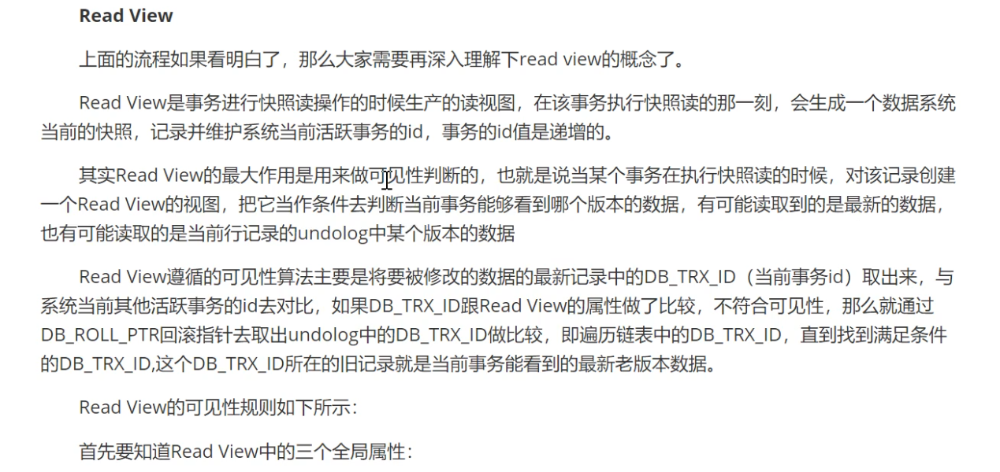 Read View
上面的流程如果看明白了，那么大家需要再深入理解下read view的概念了。
Read View是事务进行快照读操作的时候生产的读视图，在该事务执行快照读的那一刻，会生成一个数据系统
当前的快照，记录并维护系统当前活跃事务的id，事务的id值是递增的。
其实Read View的最大作用是用来做可见性判断的，也就是说当某个事务在执行快照读的时候，对该记录创建
一个Read View的视图，把它当作条件去判断当前事务能够看到哪个版本的数据，有可能读取到的是最新的数据，
也有可能读取的是当前行记录的undolog中某个版本的数据
Read View遵循的可见性算法主要是将要被修改的数据的最新记录中的DB_TRX_ID（当前事务id）取出来，与
系统当前其他活跃事务的id去对比，如果DB_TRX_ID跟Read View的属性做了比较，不符合可见性，那么就通过
DB_ROLL_PTR回滚指针去取出undolog中的DB_TRX_ID做比较，即遍历链表中的DB_TRX_ID，直到找到满足条件
的DB_TRX_ID,这个DB_TRX_ID所在的旧记录就是当前事务能看到的最新老版本数据。
Read View的可见性规则如下所示：
首先要知道Read View中的三个全局属性：